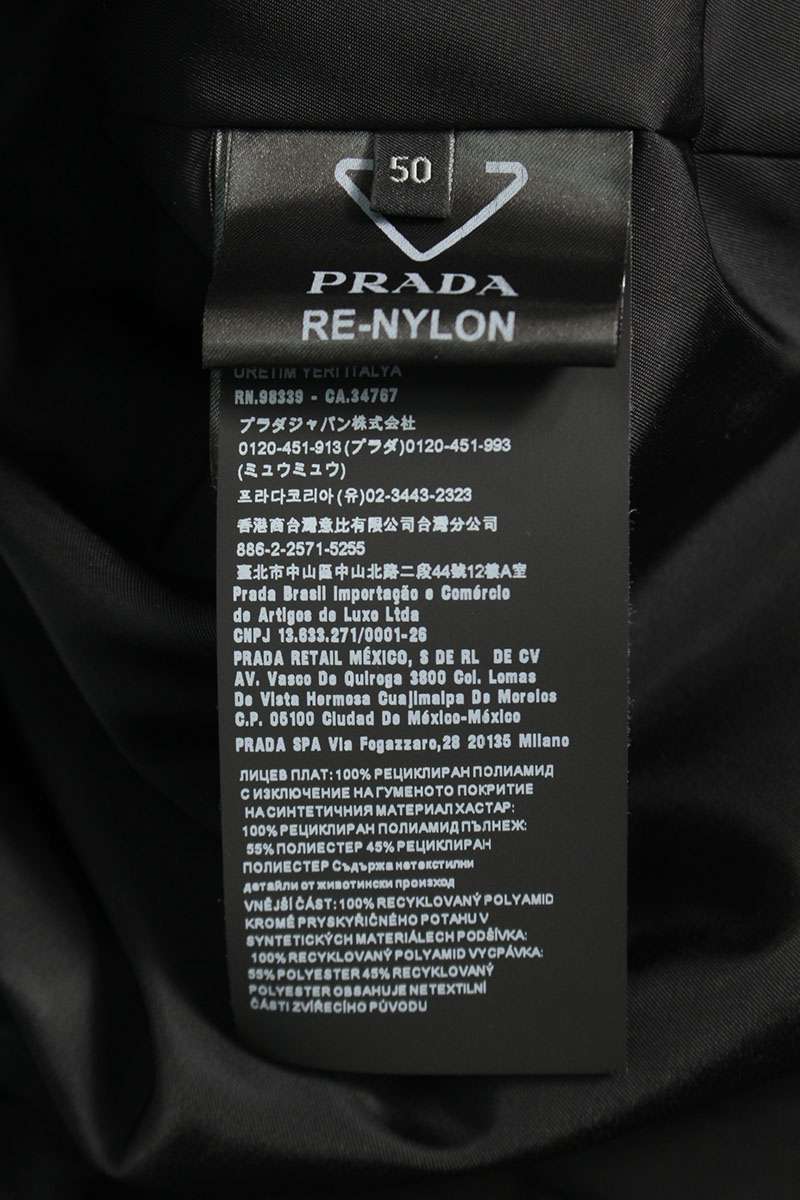 50
PRADA
RE-NYLON
ÜRETİM YERİ İTALYA
RN.98339 - CA.34767
プラダジャパン株式会社
0120-451-913(プラダ)0120-451-993
(ミュウミュウ)
프라다코리아(유)02-3443-2323
香港商台灣意比有限公司台灣分公司
886-2-2571-5255
臺北市中山區中山北路二段44號12樓A室
Prada Brasil Importação e Comércio
de Artigos de Luxo Ltda
CNPJ 13.633.271/0001-26
PRADA RETAIL MÉXICO, S DE RL DE CV
AV. Vasco De Quiroga 3800 Col. Lomas
De Vista Hermosa Cuajimalpa De Morelos
C.P. 05100 Ciudad De México-México
PRADA SPA Via Fogazzaro,28 20135 Milano
ЛИЦЕВ ПЛАТ: 100% РЕЦИКЛИРАН ПОЛИАМИД
С ИЗКЛЮЧЕНИЕ НА ГУМЕНОТО ПОКРИТИЕ
НА СИНТЕТИЧНИЯ МАТЕРИАЛ ХАСТАР:
100% РЕЦИКЛИРАН ПОЛИАМИД ПЪЛНЕЖ:
55% ПОЛИЕСТЕР 45% РЕЦИКЛИРАН
ПОЛИЕСТЕР Съдържа нетекстилни
детайли от животински произход
VNĚJŠÍ ČÁST: 100% RECYKLOVANÝ POLYAMID
KROMĚ PRYSKYŘIČNÉHO POTAHU V
SYNTETICKÝCH MATERIÁLECH PODŠÍVKA:
100% RECYKLOVANÝ POLYAMID VYCPÁVKA:
55% POLYESTER 45% RECYKLOVANÝ
POLYESTER OBSAHUJE NETEXTILNÍ
ČÁSTI ZVÍŘECÍHO PŮVODU